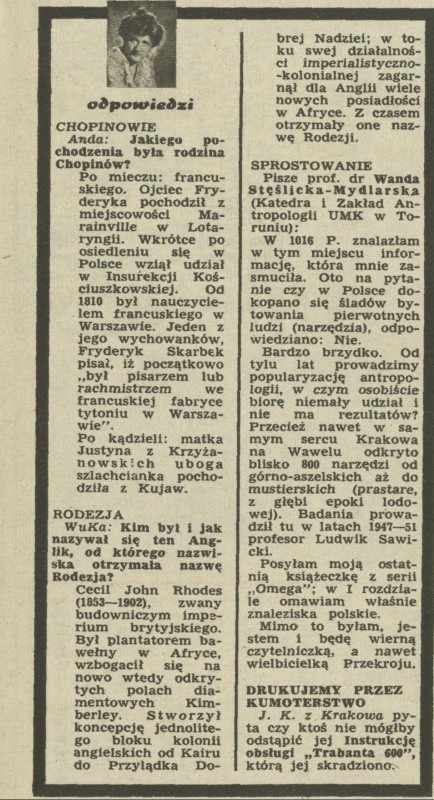 odpowiedzi
CHOPINOWIE
Anda: Jakiego po-
chodzenia była rodzina
Chopinów?
Po mieczu: francu-
skiego. Ojciec Fry-
deryka pochodził z
miejscowości Ma-
rainville w Lota-
ryngii. Wkrótce po
osiedleniu się w
Polsce wziął udział
w Insurekcji Koś-
ciuszkowskiej. Od
1810 był nauczycie-
lem francuskiego w
Warszawie. Jeden z
jego wychowanków,
Fryderyk Skarbek
pisał, iż początkowo
„był pisarzem lub
rachmistrzem we
francuskiej fabryce
tytoniu w Warsza-
wie”.
Po kądzieli: matka
Justyna z Krzyża-
nowskich uboga
szlachcianka pocho-
dziła z Kujaw.
RODEZJA
WuKa: Kim był i jak
nazywał się ten Ang-
lik, od którego nazwi-
ska otrzymała nazwę
Rodezja?
Cecil John Rhodes
(1853—1902), zwany
budowniczym impe-
rium brytyjskiego.
Był plantatorem ba-
wełny w Afryce,
wzbogacił się na
nowo wtedy odkry-
tych polach dia-
mentowych Kim-
berley. Stworzył
koncepcję jednolite-
go bloku kolonii
angielskich od Kairu
do Przylądka Do-
brej Nadziei; w to-
ku swej działalnoś-
ci imperialistyczno-
-kolonialnej zagar-
nął dla Anglii wiele
nowych posiadłości
w Afryce. Z czasem
otrzymały one naz-
wę Rodezji.
SPROSTOWANIE
Pisze prof. dr Wanda
Stęślicka-Mydlarska
(Katedra i Zakład An-
tropologii UMK w To-
runiu):
W 1016 P. znalazłam
w tym miejscu infor-
mację, która mnie za-
smuciła. Oto na pyta-
nie czy w Polsce do-
kopano się śladów by-
towania pierwotnych
ludzi (narzędzia), odpo-
wiedziano: Nie.
Bardzo brzydko. Od
tylu lat prowadzimy
popularyzację antropo-
logii, w czym osobiście
biorę niemały udział i
nie ma rezultatów?
Przecież nawet w sa-
mym sercu Krakowa
na Wawelu odkryto
blisko 800 narzędzi od
górno-aszelskich aż do
mustierskich (prastare,
z głębi epoki lodo-
wej). Badania prowa-
dził tu w latach 1947—51
profesor Ludwik Sawi-
cki.
Posyłam moją ostat-
nią książeczkę z serii
„Omega”; w I rozdzia-
le omawiam właśnie
znaleziska polskie.
Mimo to byłam, je-
stem i będę wierną
czytelniczką, a nawet
wielbicielką Przekroju.
DRUKUJEMY PRZEZ
KUMOTERSTWO
J. K. z Krakowa py-
ta czy ktoś nie mógłby
odstąpić jej Instrukcję
obsługi „Trabanta 600”,
którą jej skradziono.